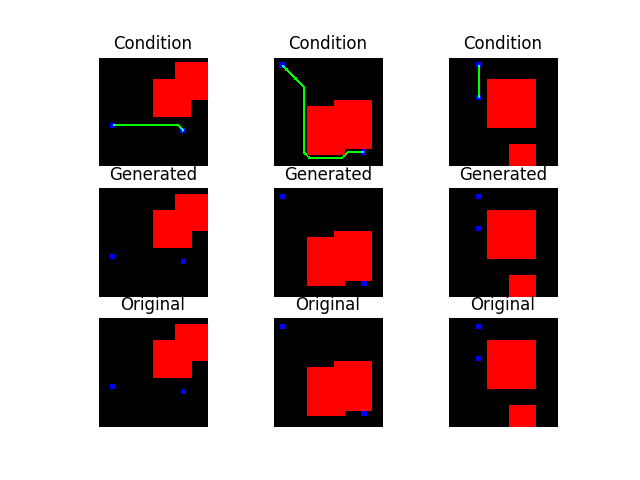 Condition
Condition
Condition
Generated
Generated
Generated
Original
Original
Original